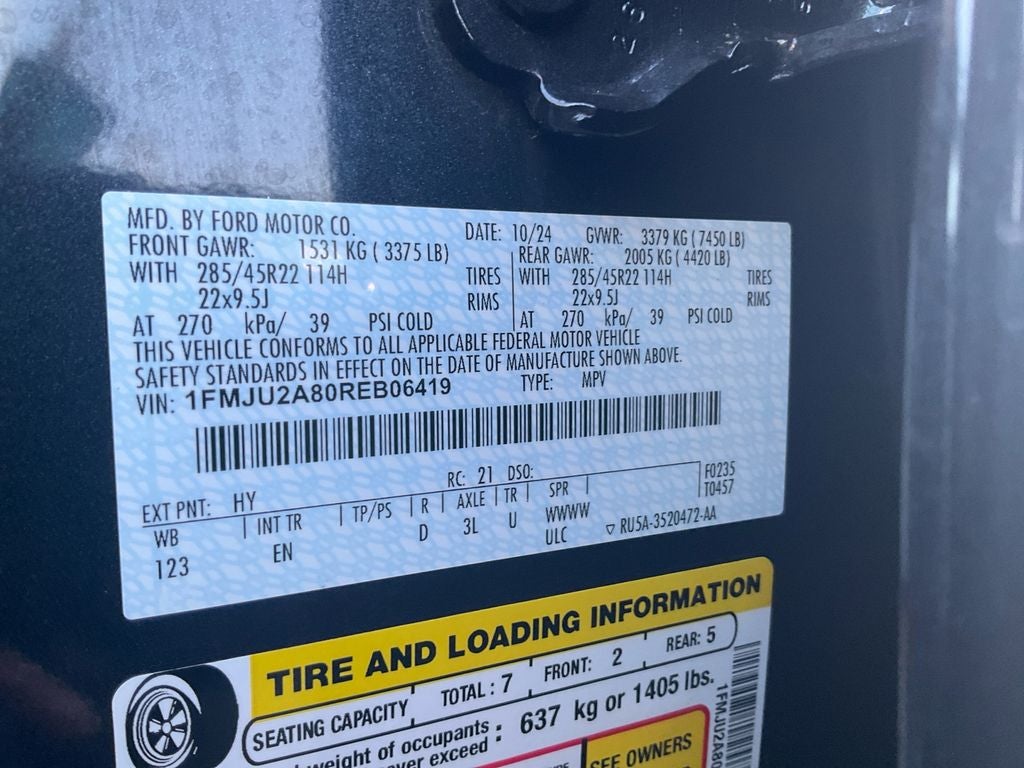 MFD. BY FORD MOTOR CO. DATE: 10/24 GVWR: 3379 KG ( 7450 LB)
FRONT GAWR: 1531 KG ( 3375 LB) REAR GAWR: 2005 KG ( 4420 LB)
WITH 285/45R22 114H TIRES WITH 285/45R22 114H TIRES
22x9.5J RIMS 22x9.5J RIMS
AT 270 kPa/ 39 PSI COLD AT 270 kPa/ 39 PSI COLD
THIS VEHICLE CONFORMS TO ALL APPLICABLE FEDERAL MOTOR VEHICLE
SAFETY STANDARDS IN EFFECT ON THE DATE OF MANUFACTURE SHOWN ABOVE.
VIN: 1FMJU2A80REB06419 TYPE: MPV
EXT PNT: HY RC: 21 DSO: F0235
WB INT TR TP/PS R AXLE TR SPR T0457
123 EN D 3L U WWWW
ULC ▽ RU5A-3520472-AA
TIRE AND LOADING INFORMATION
SEATING CAPACITY TOTAL : 7 FRONT: 2 REAR: 5
weight of occupants :
ver exceed 637 kg or 1405 lbs.
SEE OWNERS
1FMJU2A80